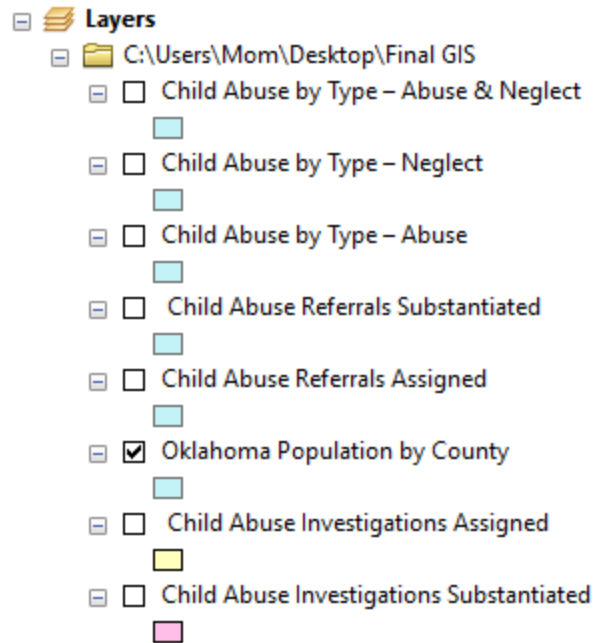 Layers
C:\Users\Mom\Desktop\Final GIS
Child Abuse by Type – Abuse & Neglect
Child Abuse by Type – Neglect
Child Abuse by Type – Abuse
Child Abuse Referrals Substantiated
Child Abuse Referrals Assigned
Oklahoma Population by County
Child Abuse Investigations Assigned
Child Abuse Investigations Substantiated